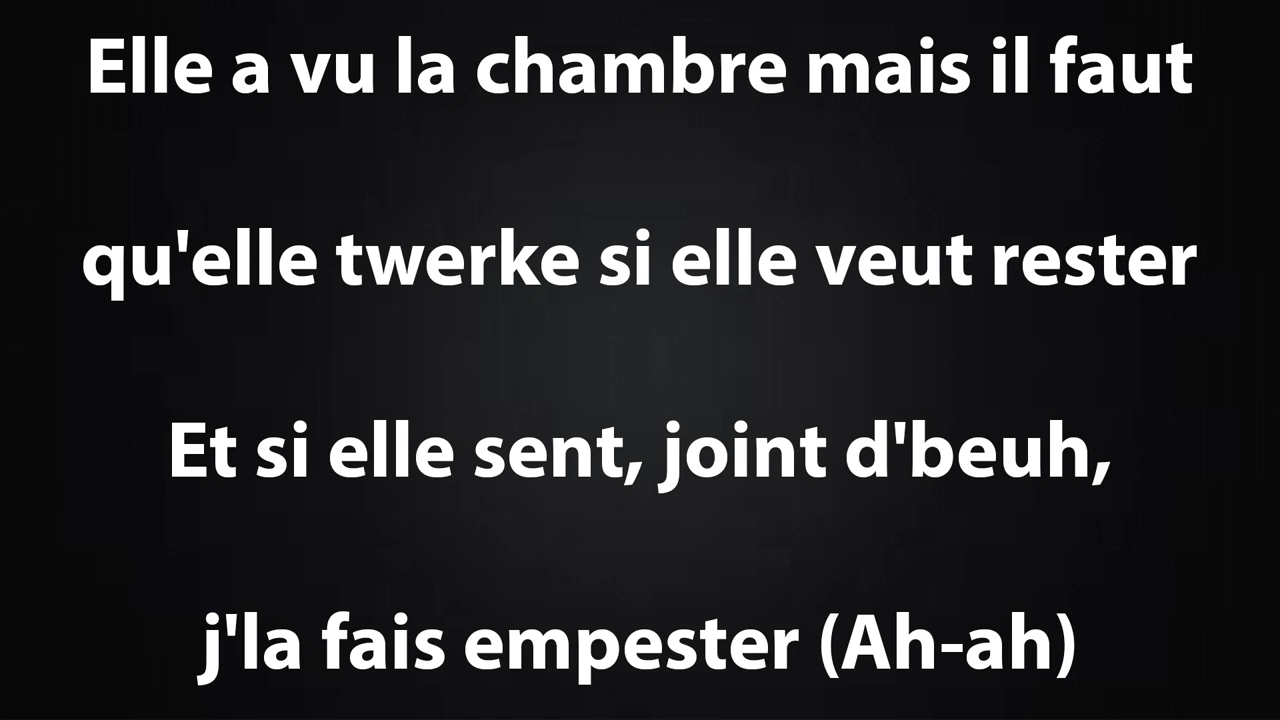 Elle a vu la chambre mais il faut
qu'elle twerke si elle veut rester
Et si elle sent, joint d'beuh,
j'la fais empester (Ah-ah)